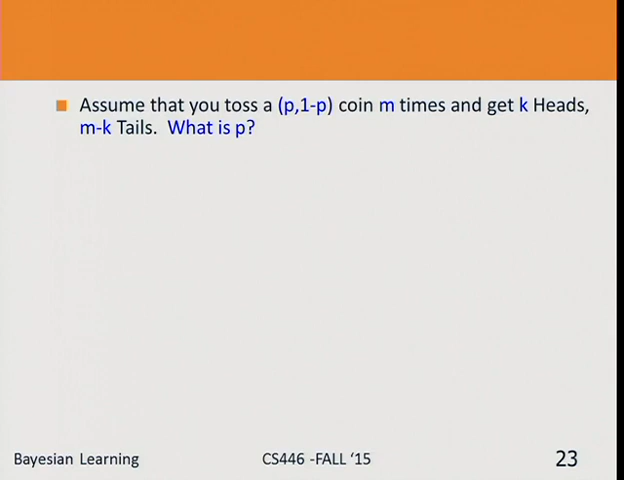 Assume that you toss a (p,1-p) coin m times and get k Heads,
m-k Tails. What is p?
Bayesian Learning
CS446 -FALL ‘15
23